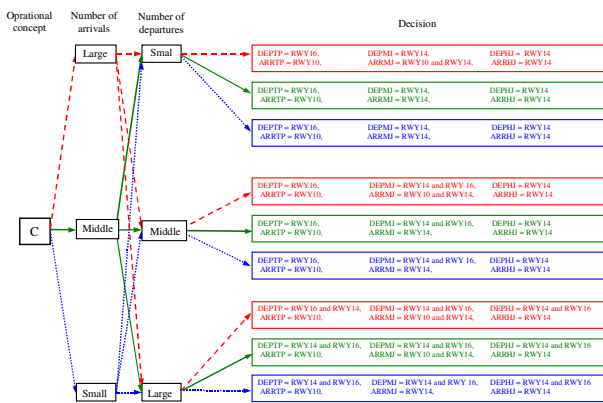 Oprational concept
Number of arrivals
Number of departures
Decision
Large
Smal
DEPTP = RWY16, DEPMJ = RWY14, DEPHJ = RWY14
ARRTP = RWY10, ARRMJ = RWY10 and RWY14, ARRHJ = RWY14
DEPTP = RWY16, DEPMJ = RWY14, DEPHJ = RWY14
ARRTP = RWY10, ARRMJ = RWY14, ARRHJ = RWY14
DEPTP = RWY16, DEPMJ = RWY14, DEPHJ = RWY14
ARRTP = RWY10, ARRMJ = RWY14, ARRHJ = RWY14
DEPTP = RWY16, DEPMJ = RWY14 and RWY 16, DEPHJ = RWY14
ARRTP = RWY10, ARRMJ = RWY10 and RWY14, ARRHJ = RWY14
C
Middle
Middle
DEPTP = RWY16, DEPMJ = RWY14 and RWY16, DEPHJ = RWY14
ARRTP = RWY10, ARRMJ = RWY14, ARRHJ = RWY14
DEPTP = RWY16, DEPMJ = RWY14 and RWY 16, DEPHJ = RWY14
ARRTP = RWY10, ARRMJ = RWY14, ARRHJ = RWY14
DEPTP = RWY16 and RWY14, DEPMJ = RWY14 and RWY16, DEPHJ = RWY14 and RWY16
ARRTP = RWY10, ARRMJ = RWY10 and RWY14, ARRHJ = RWY14
DEPTP = RWY14 and RWY16, DEPMJ = RWY14 and RWY16, DEPHJ = RWY14 and RWY16
ARRTP = RWY10, ARRMJ = RWY10 and RWY14, ARRHJ = RWY14
Small
Large
DEPTP = RWY14 and RWY16, DEPMJ = RWY14 and RWY 16, DEPHJ = RWY14 and RWY16
ARRTP = RWY10, ARRMJ = RWY14, ARRHJ = RWY14